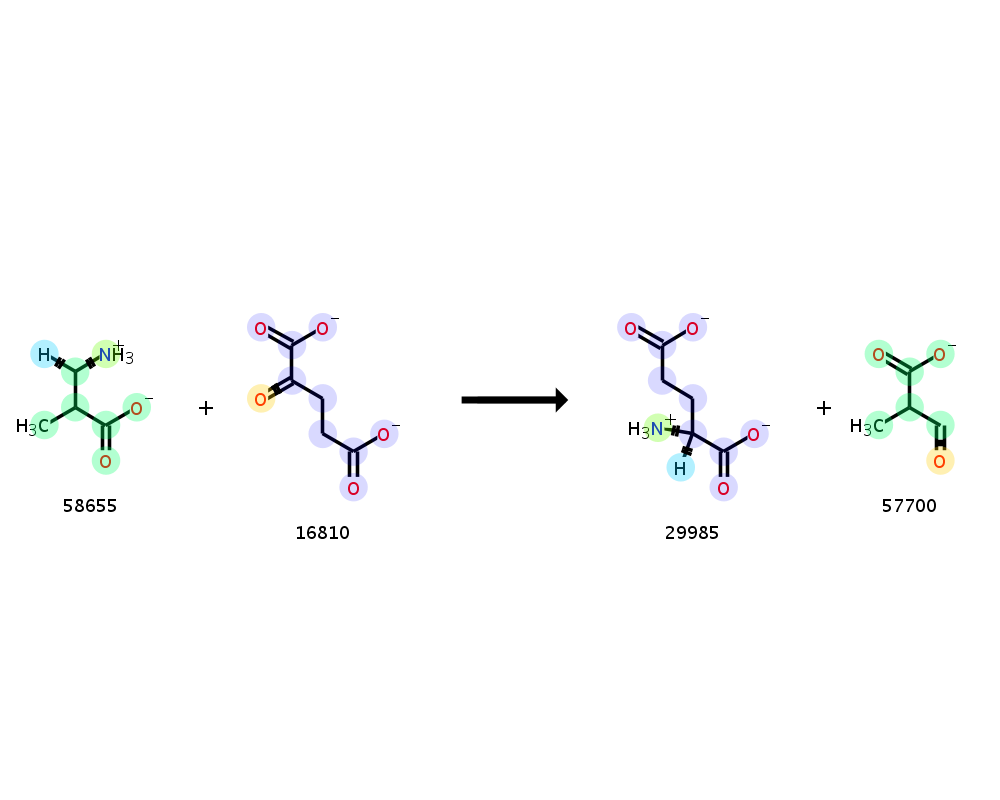 H NH₃⁺
H₃C O⁻
O
58655
+
O O⁻
O
O⁻
O
16810
O O⁻
H₃N⁺ O⁻
H
O
29985
+
O O⁻
H₃C
O
57700